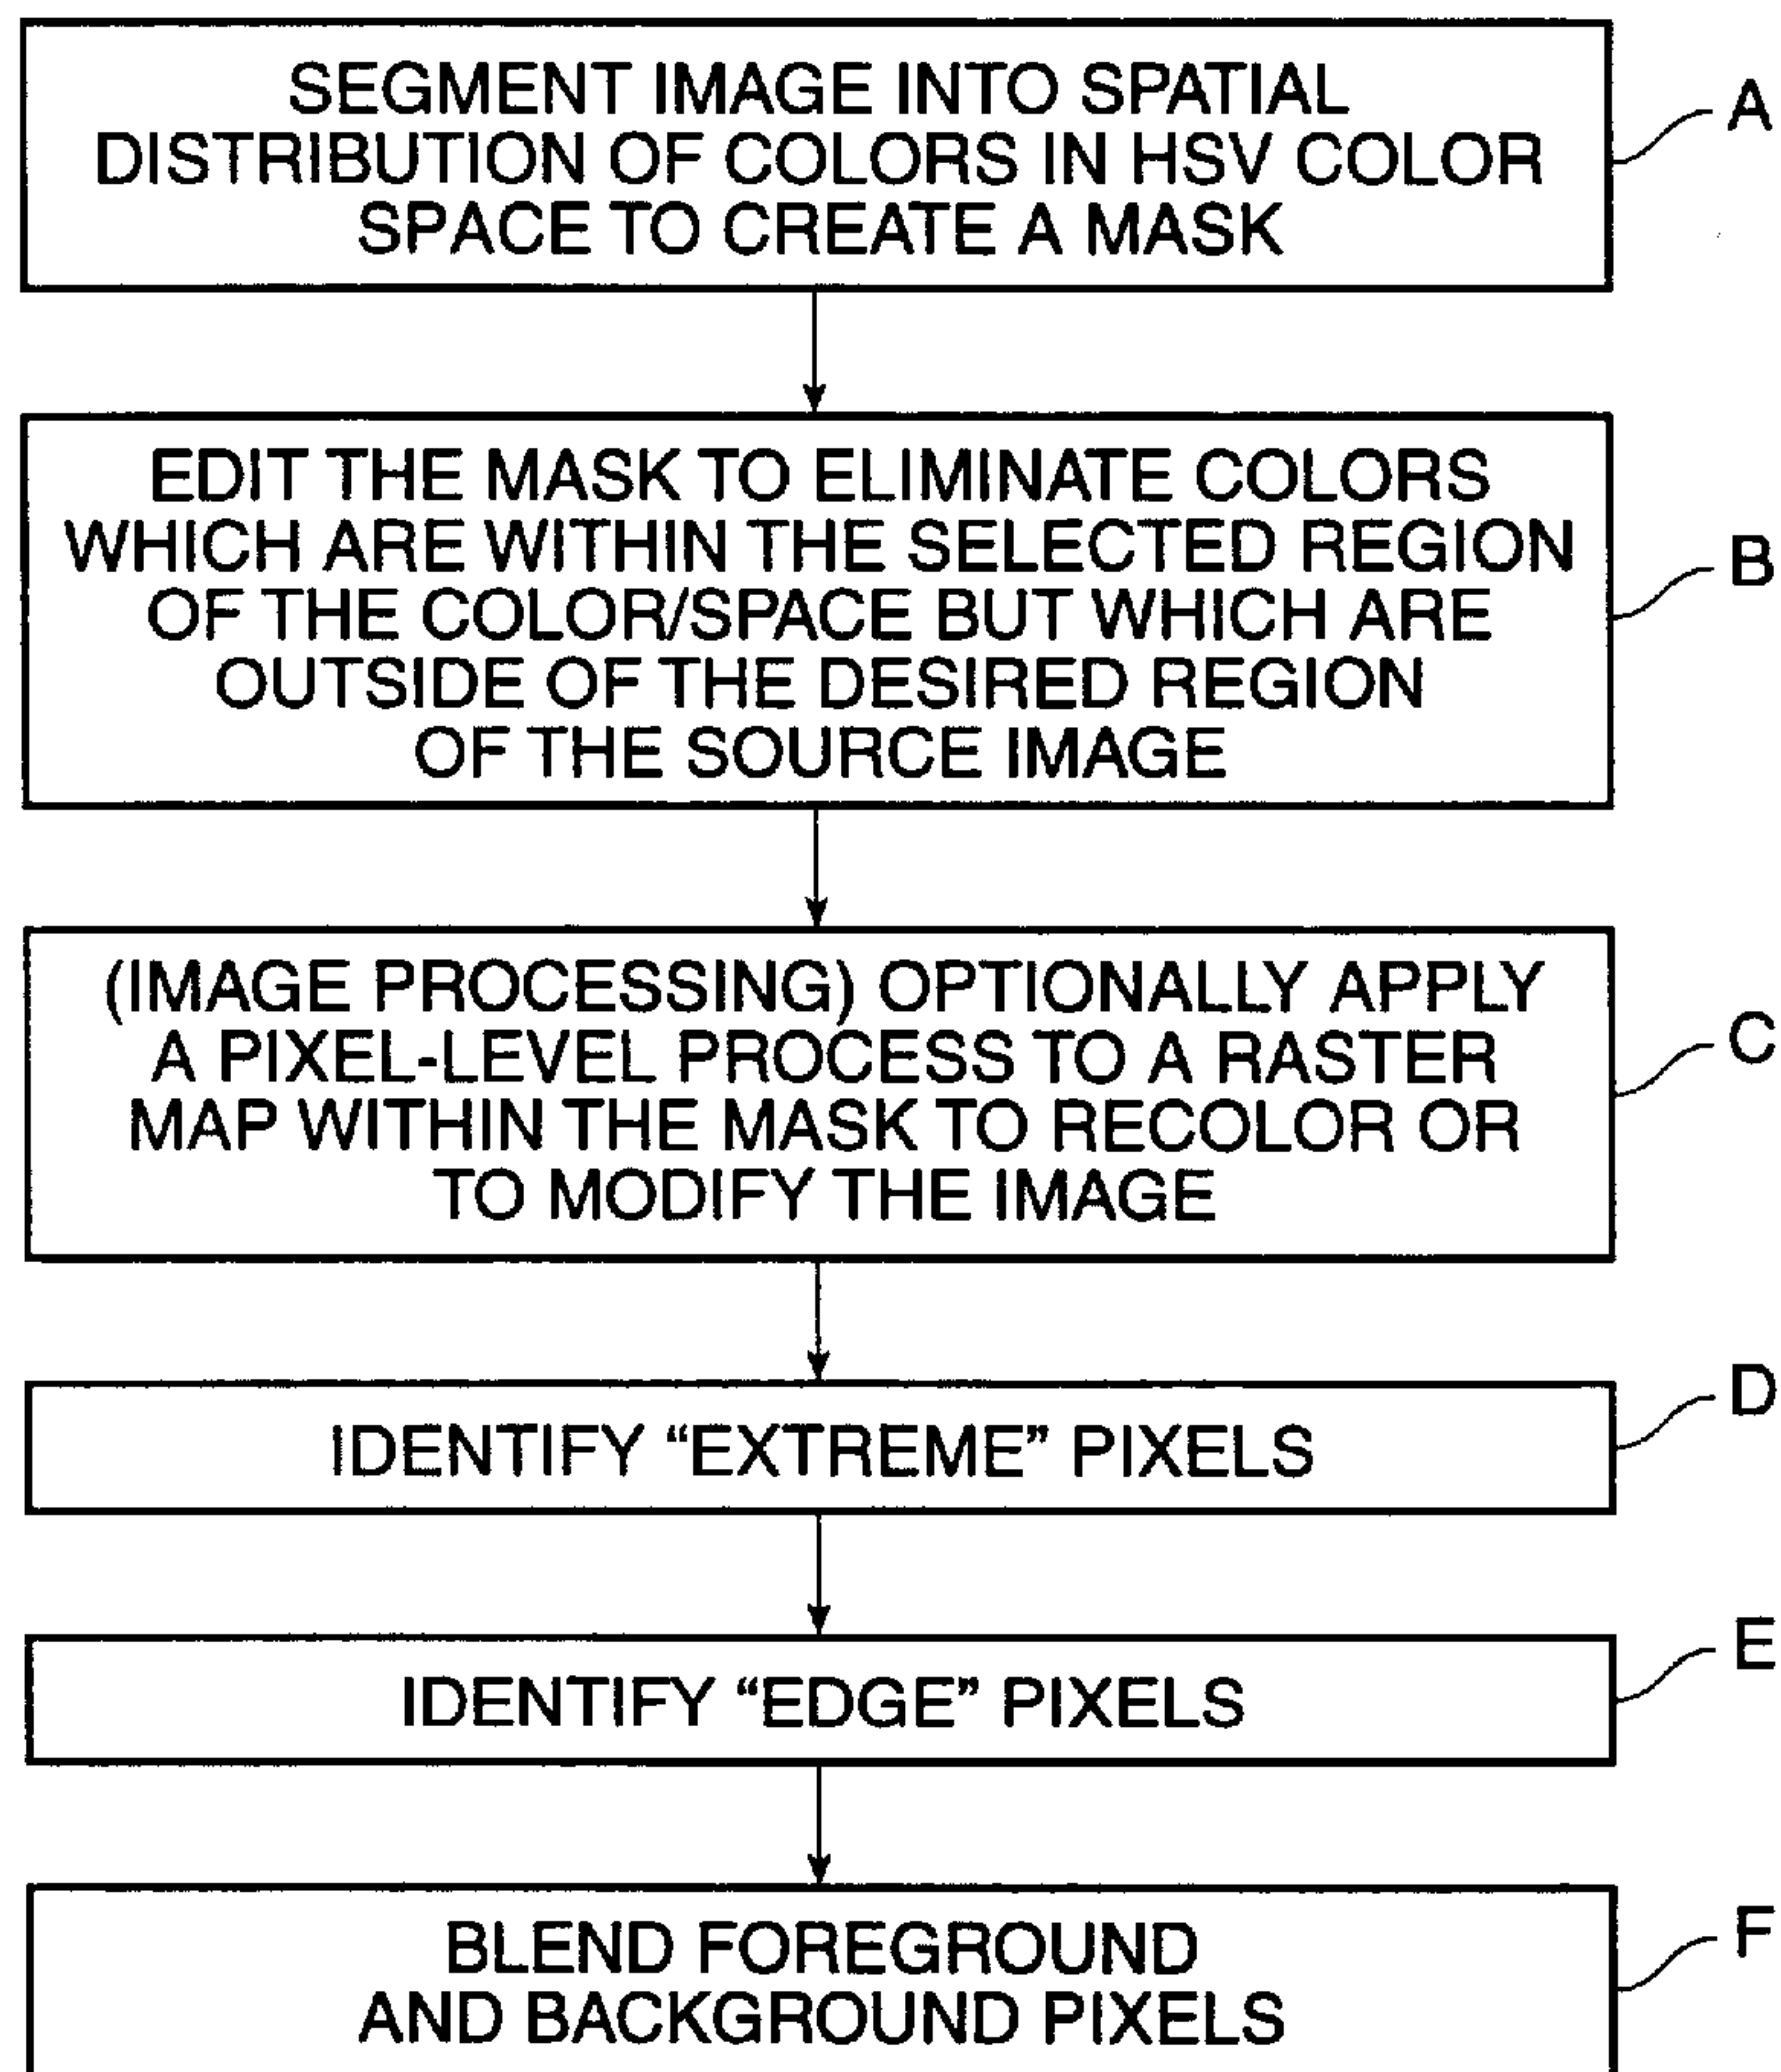 SEGMENT IMAGE INTO SPATIAL
DISTRIBUTION OF COLORS IN HSV COLOR
SPACE TO CREATE A MASK
A
EDIT THE MASK TO ELIMINATE COLORS
WHICH ARE WITHIN THE SELECTED REGION
OF THE COLOR/SPACE BUT WHICH ARE
OUTSIDE OF THE DESIRED REGION
OF THE SOURCE IMAGE
B
(IMAGE PROCESSING) OPTIONALLY APPLY
A PIXEL-LEVEL PROCESS TO A RASTER
MAP WITHIN THE MASK TO RECOLOR OR
TO MODIFY THE IMAGE
C
IDENTIFY “EXTREME” PIXELS
D
IDENTIFY “EDGE” PIXELS
E
BLEND FOREGROUND
AND BACKGROUND PIXELS
F